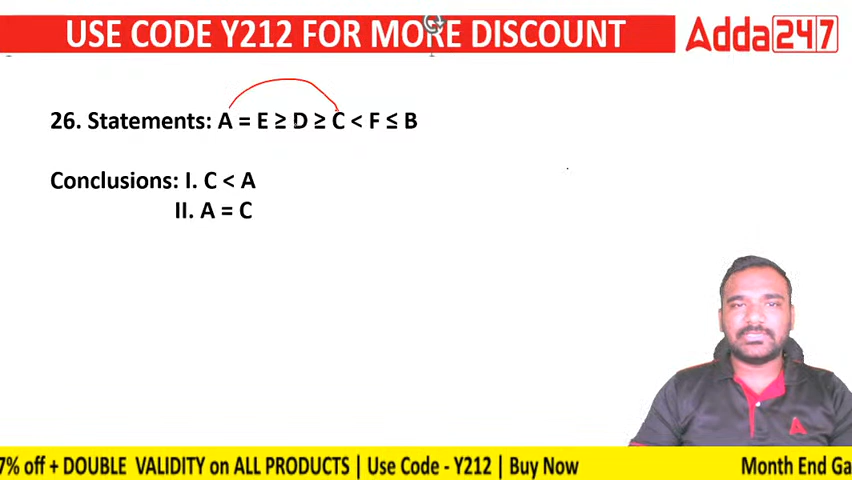 USE CODE Y212 FOR MORE DISCOUNT
Adda247
26. Statements: A = E ≥ D ≥ C < F ≤ B
Conclusions: I. C < A
II. A = C
7% off + DOUBLE VALIDITY on ALL PRODUCTS | Use Code - Y212 | Buy Now
Month End Ga